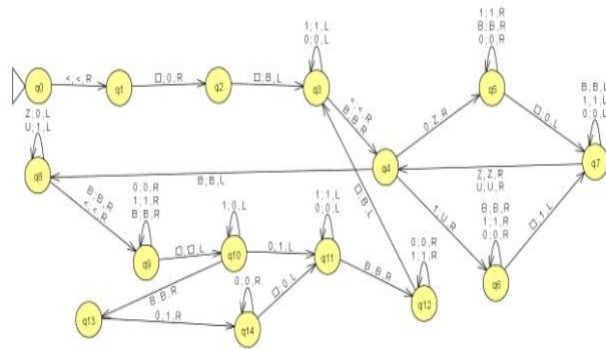 1;1,L
0;0,L
1;1,R
B;B,R
0;0,R
q0
<;<,R
q1
□;0,R
q2
□;B,L
q3
q5
<;<,R
B;B,R
0;Z,R
□;0,L
B;B,L
1;1,L
0;0,L
Z;0,L
U;1,L
q8
B;B,L
q4
Z;Z,R
U;U,R
q7
B;B,R
<;<,R
0;0,R
1;1,R
B;B,R
1;0,L
1;1,L
0;0,L
□;B,L
1;U,R
B;B,R
1;1,R
0;0,R
□;1,L
q9
□;□,L
q10
0;1,L
q11
B;B,R
0;0,R
1;1,R
q12
q6
B;B,R
0;0,R
□;0,L
q13
0;1,R
q14